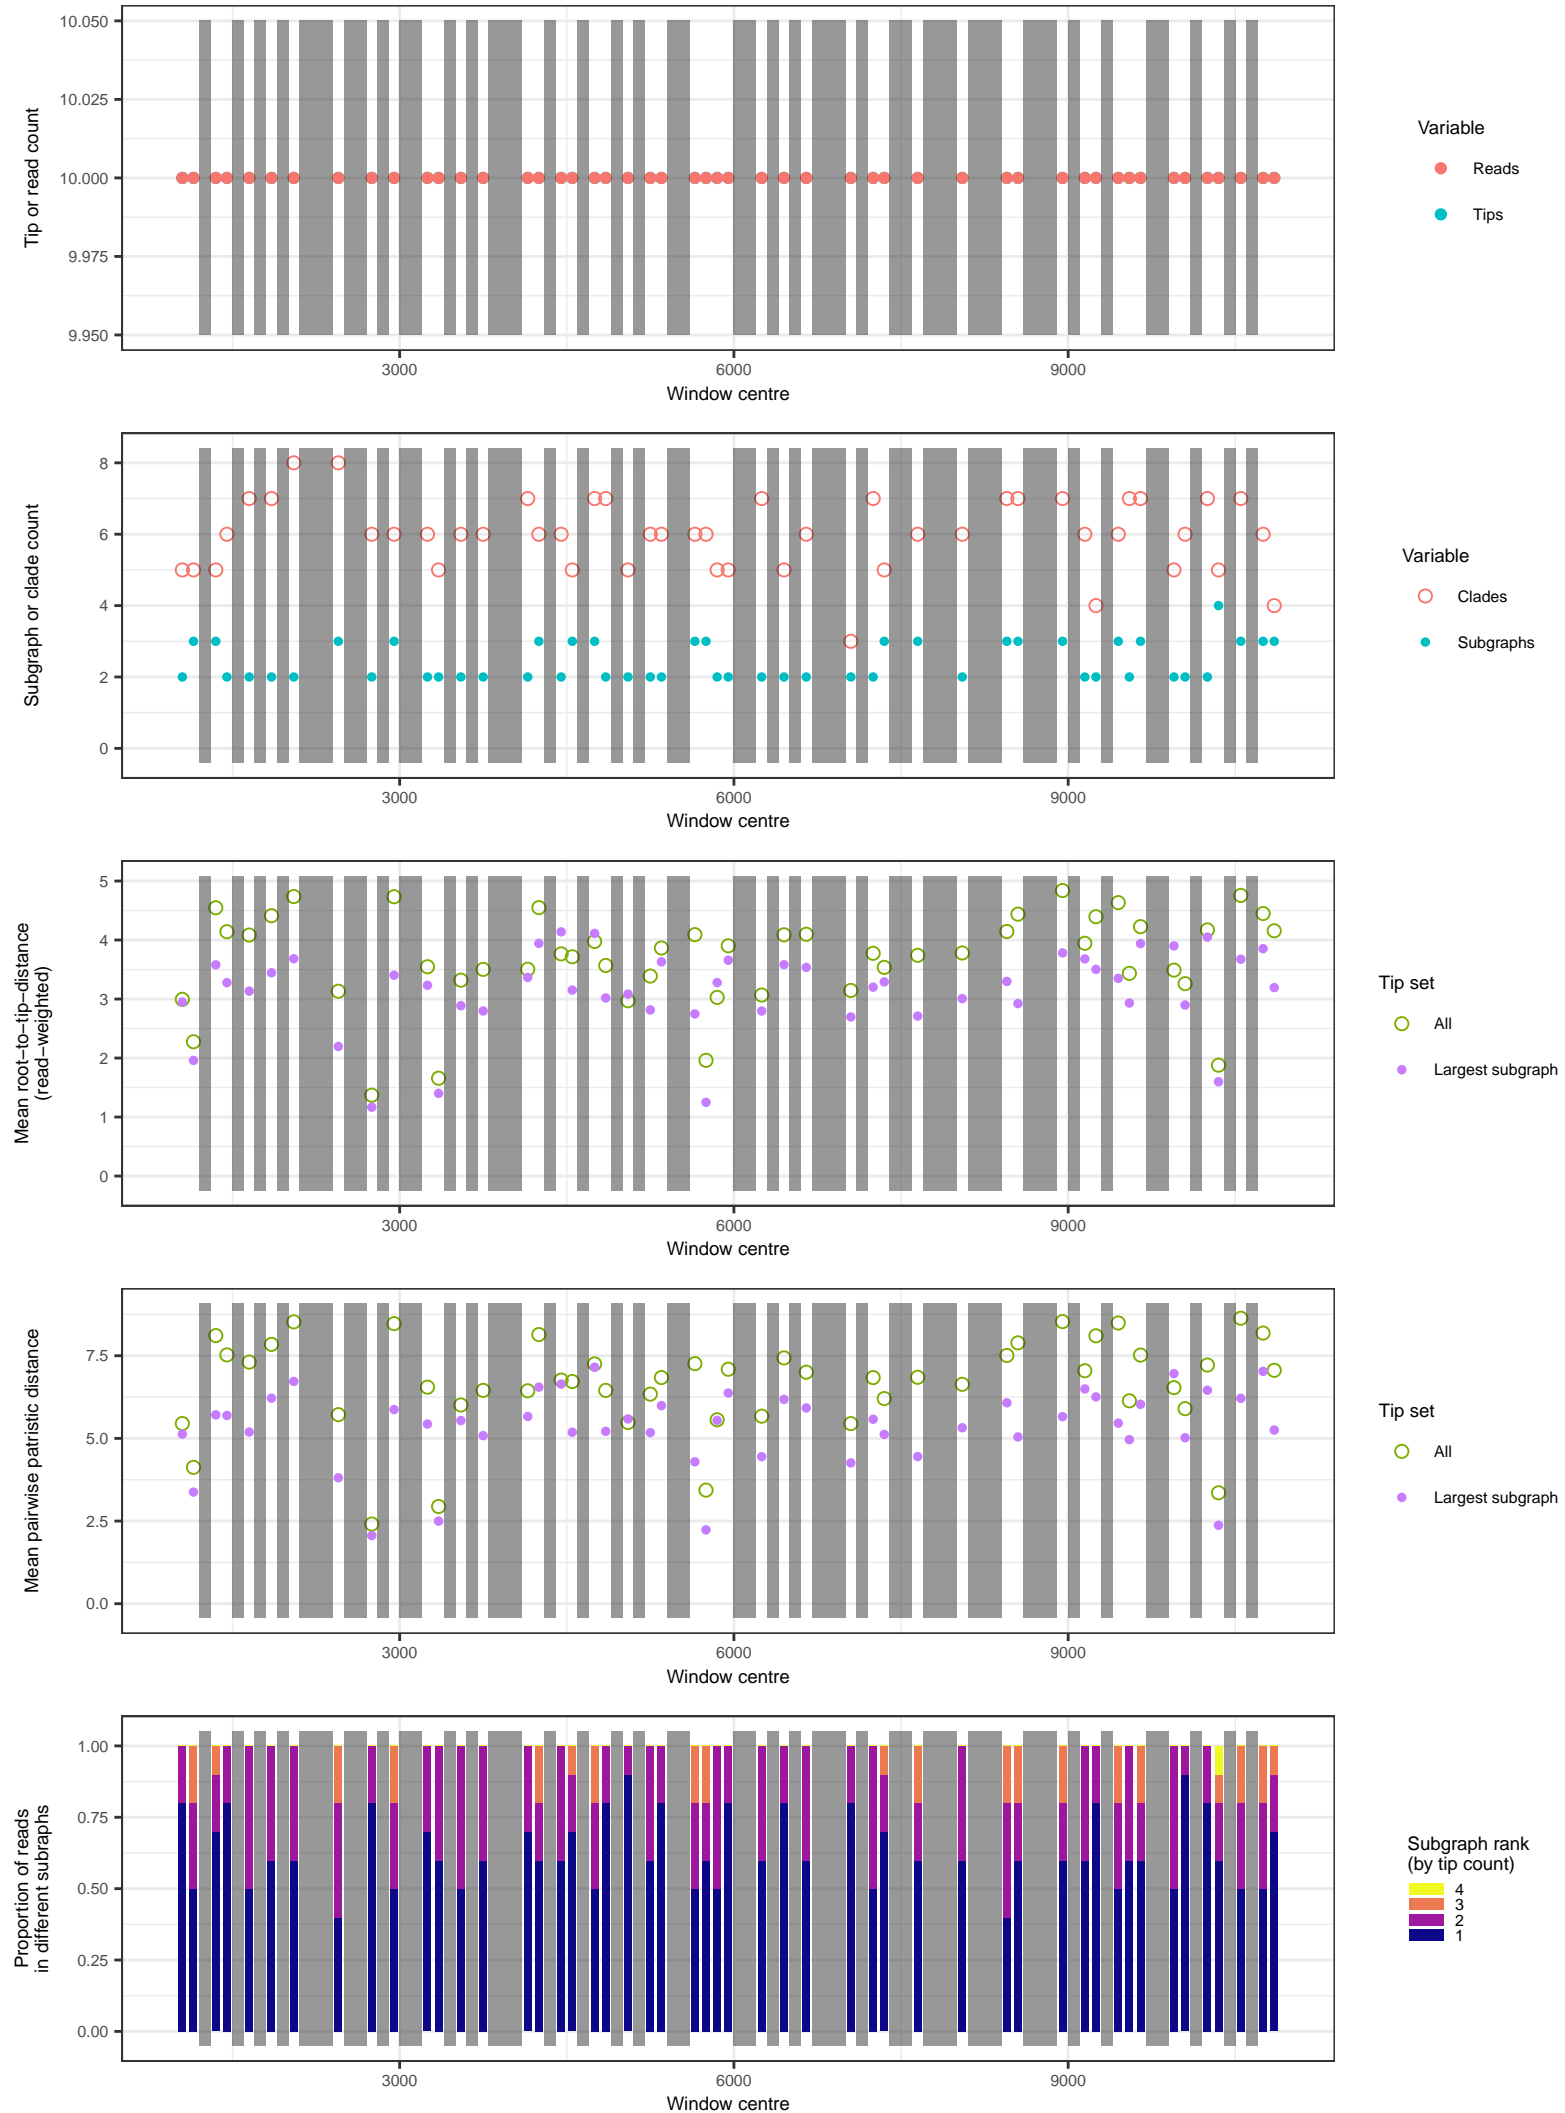 10.050
10.025
10.000
9.975
9.950
Tip or read count
3000
6000
9000
Window centre
Variable
Reads
Tips
8
6
4
2
0
Subgraph or clade count
3000
6000
9000
Window centre
Variable
Clades
Subgraphs
5
4
3
2
1
0
Mean root−to−tip−distance
(read−weighted)
3000
6000
9000
Window centre
Tip set
All
Largest subgraph
7.5
5.0
2.5
0.0
Mean pairwise patristic distance
3000
6000
9000
Window centre
Tip set
All
Largest subgraph
1.00
0.75
0.50
0.25
0.00
Proportion of reads
in different subraphs
3000
6000
9000
Window centre
Subgraph rank
(by tip count)
4
3
2
1